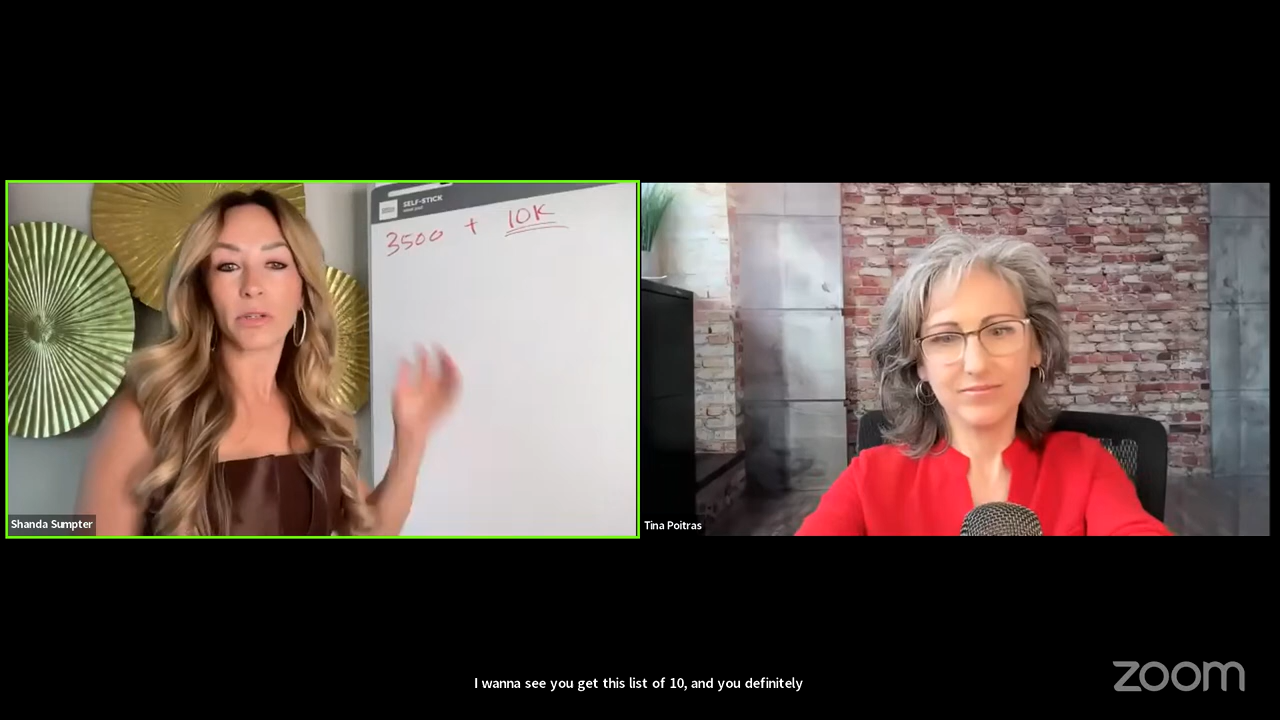 SELF-STICK
3500 + 10K
Shanda Sumpter
Tina Poitras
I wanna see you get this list of 10, and you definitely
zoom